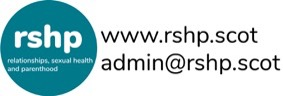 rshp
relationships, sexual health
and parenthood
www.rshp.scot
admin@rshp.scot